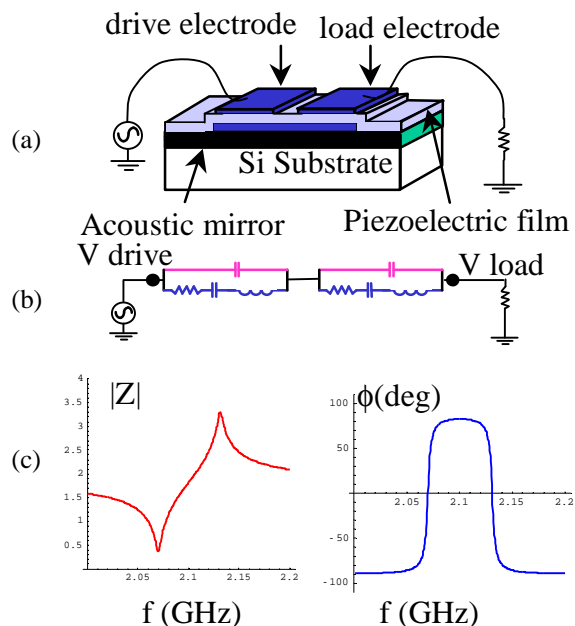 drive electrode
load electrode
(a)
Si Substrate
Acoustic mirror
Piezoelectric film
V drive
V load
(b)
|Z|
4
3.5
3
2.5
2
1.5
1
0.5
2.05
2.1
2.15
2.2
f (GHz)
(c)
ϕ(deg)
100
50
-50
-100
2.05
2.1
2.15
2.2
f (GHz)